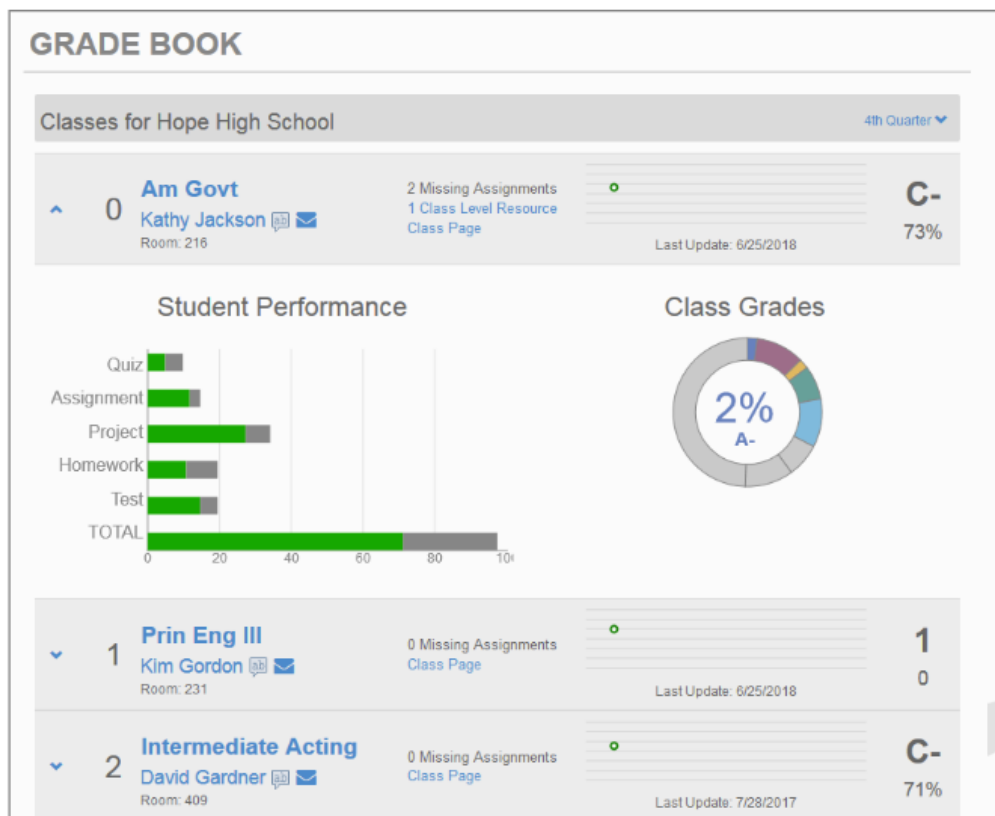 GRADE BOOK
Classes for Hope High School
4th Quarter
0
Am Govt
Kathy Jackson
Room: 216
2 Missing Assignments
1 Class Level Resource
Class Page
Last Update: 6/25/2018
C-
73%
Student Performance
Quiz
Assignment
Project
Homework
Test
TOTAL
0 20 40 60 80
Class Grades
2%
A-
1
Prin Eng III
Kim Gordon
Room: 231
0 Missing Assignments
Class Page
Last Update: 6/25/2018
1
0
2
Intermediate Acting
David Gardner
Room: 409
0 Missing Assignments
Class Page
Last Update: 7/28/2017
C-
71%